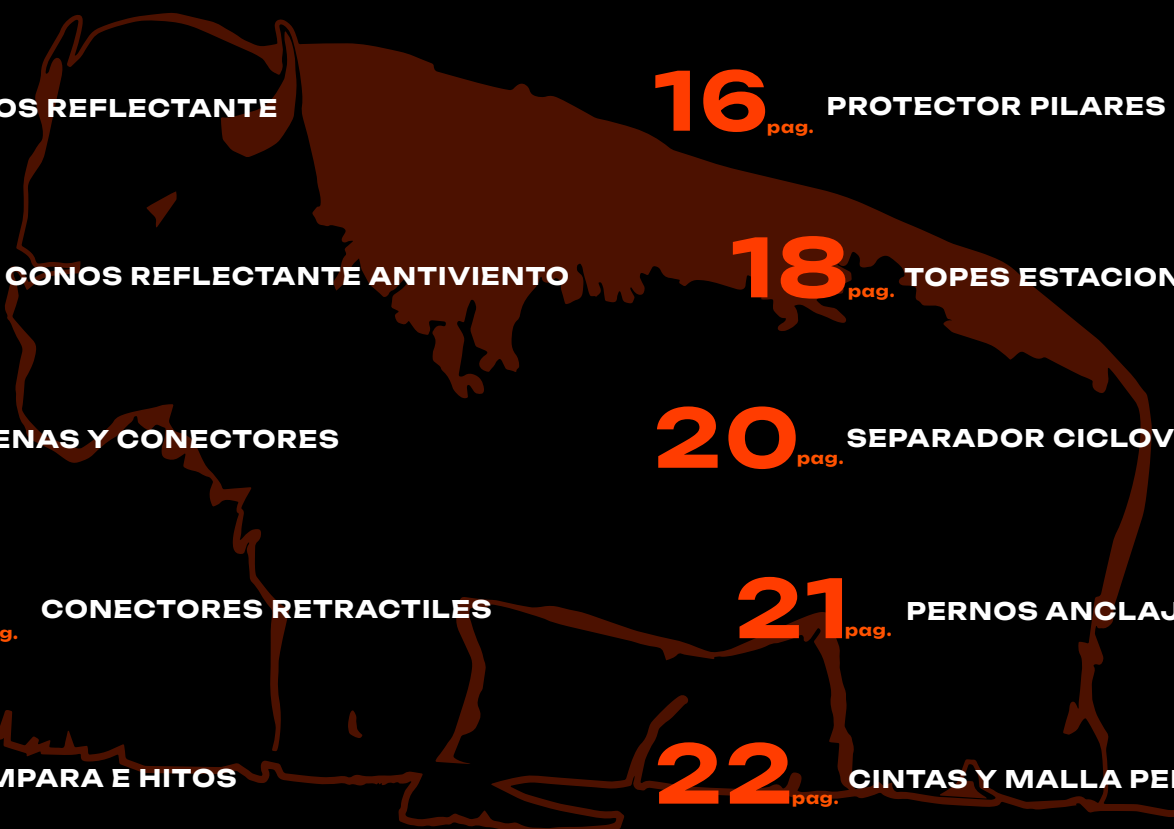 OS REFLECTANTE
16 pag. PROTECTOR PILARES
CONOS REFLECTANTE ANTIVIENTO
18 pag. TOPES ESTACION
ENAS Y CONECTORES
20 pag. SEPARADOR CICLOV
g. CONECTORES RETRACTILES
21 pag. PERNOS ANCLAJ
MPARA E HITOS
22 pag. CINTAS Y MALLA PE